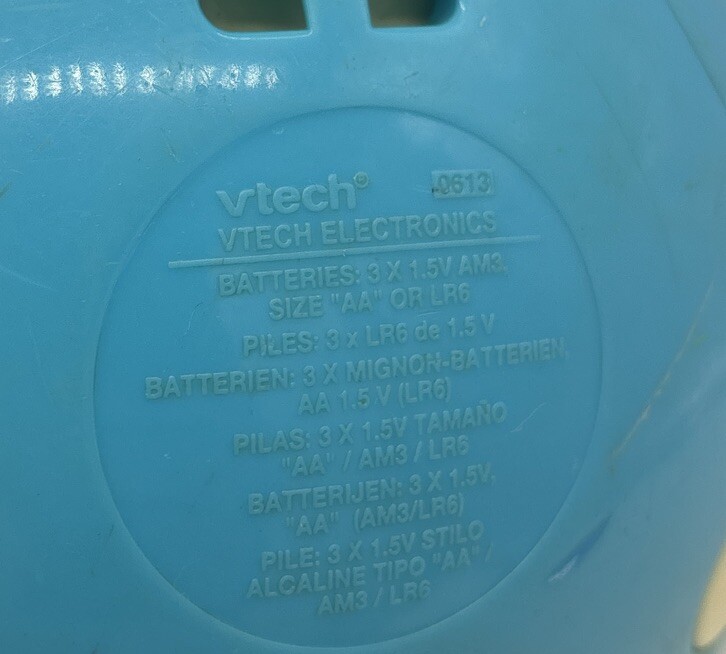 vtech® 0613
VTECH ELECTRONICS
BATTERIES: 3 X 1.5V AM3,
SIZE "AA" OR LR6
PILES: 3 x LR6 de 1.5 V
BATTERIEN: 3 X MIGNON-BATTERIEN,
AA 1.5 V (LR6)
PILAS: 3 X 1.5V TAMAÑO
"AA" / AM3 / LR6
BATTERIJEN: 3 X 1.5V,
"AA" (AM3/LR6)
PILE: 3 X 1.5V STILO
ALCALINE TIPO "AA" /
AM3 / LR6